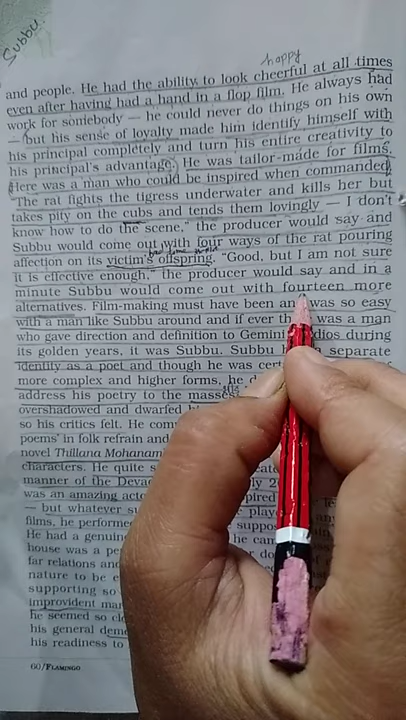 Subbu.
happy
and people. He had the ability to look cheerful at all times
even after having had a hand in a flop film. He always had
work for somebody — he could never do things on his own
— but his sense of loyalty made him identify himself with
his principal completely and turn his entire creativity to
his principal's advantage. He was tailor-made for films.
Here was a man who could be inspired when commanded.
"The rat fights the tigress underwater and kills her but
takes pity on the cubs and tends them lovingly — I don't
know how to do the scene," the producer would say and
Subbu would come out with four ways of the rat pouring
affection on its victim's offspring. "Good, but I am not sure
it is effective enough," the producer would say and in a
minute Subbu would come out with fourteen more
alternatives. Film-making must have been and was so easy
with a man like Subbu around and if ever there was a man
who gave direction and definition to Gemini Studios during
its golden years, it was Subbu. Subbu separate
identity as a poet and though he was
more complex and higher forms, he
address his poetry to the masses
overshadowed and dwarfed
so his critics felt. He
poems' in folk refrain and
novel Thillana
characters. He quite
manner of the
was an amazing
— but whatever
films, he performed
He had a genuine
house was a
far relations and
nature to be
supporting so
improvident
he seemed so
his general
his readiness to
60/FLAMINGO